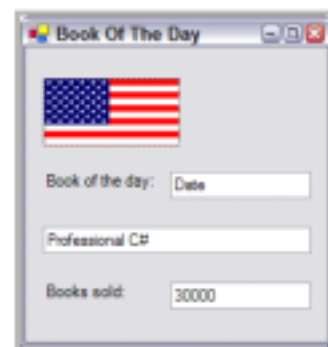 Book Of The Day
Book of the day: Date
Professional C#
Books sold: 30000